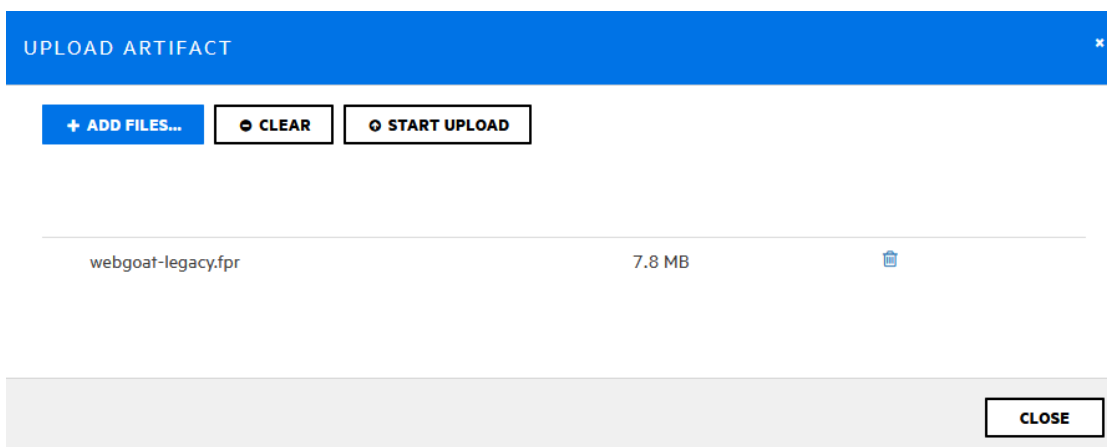 UPLOAD ARTIFACT
+ ADD FILES... CLEAR START UPLOAD
webgoat-legacy.fpr 7.8 MB
CLOSE